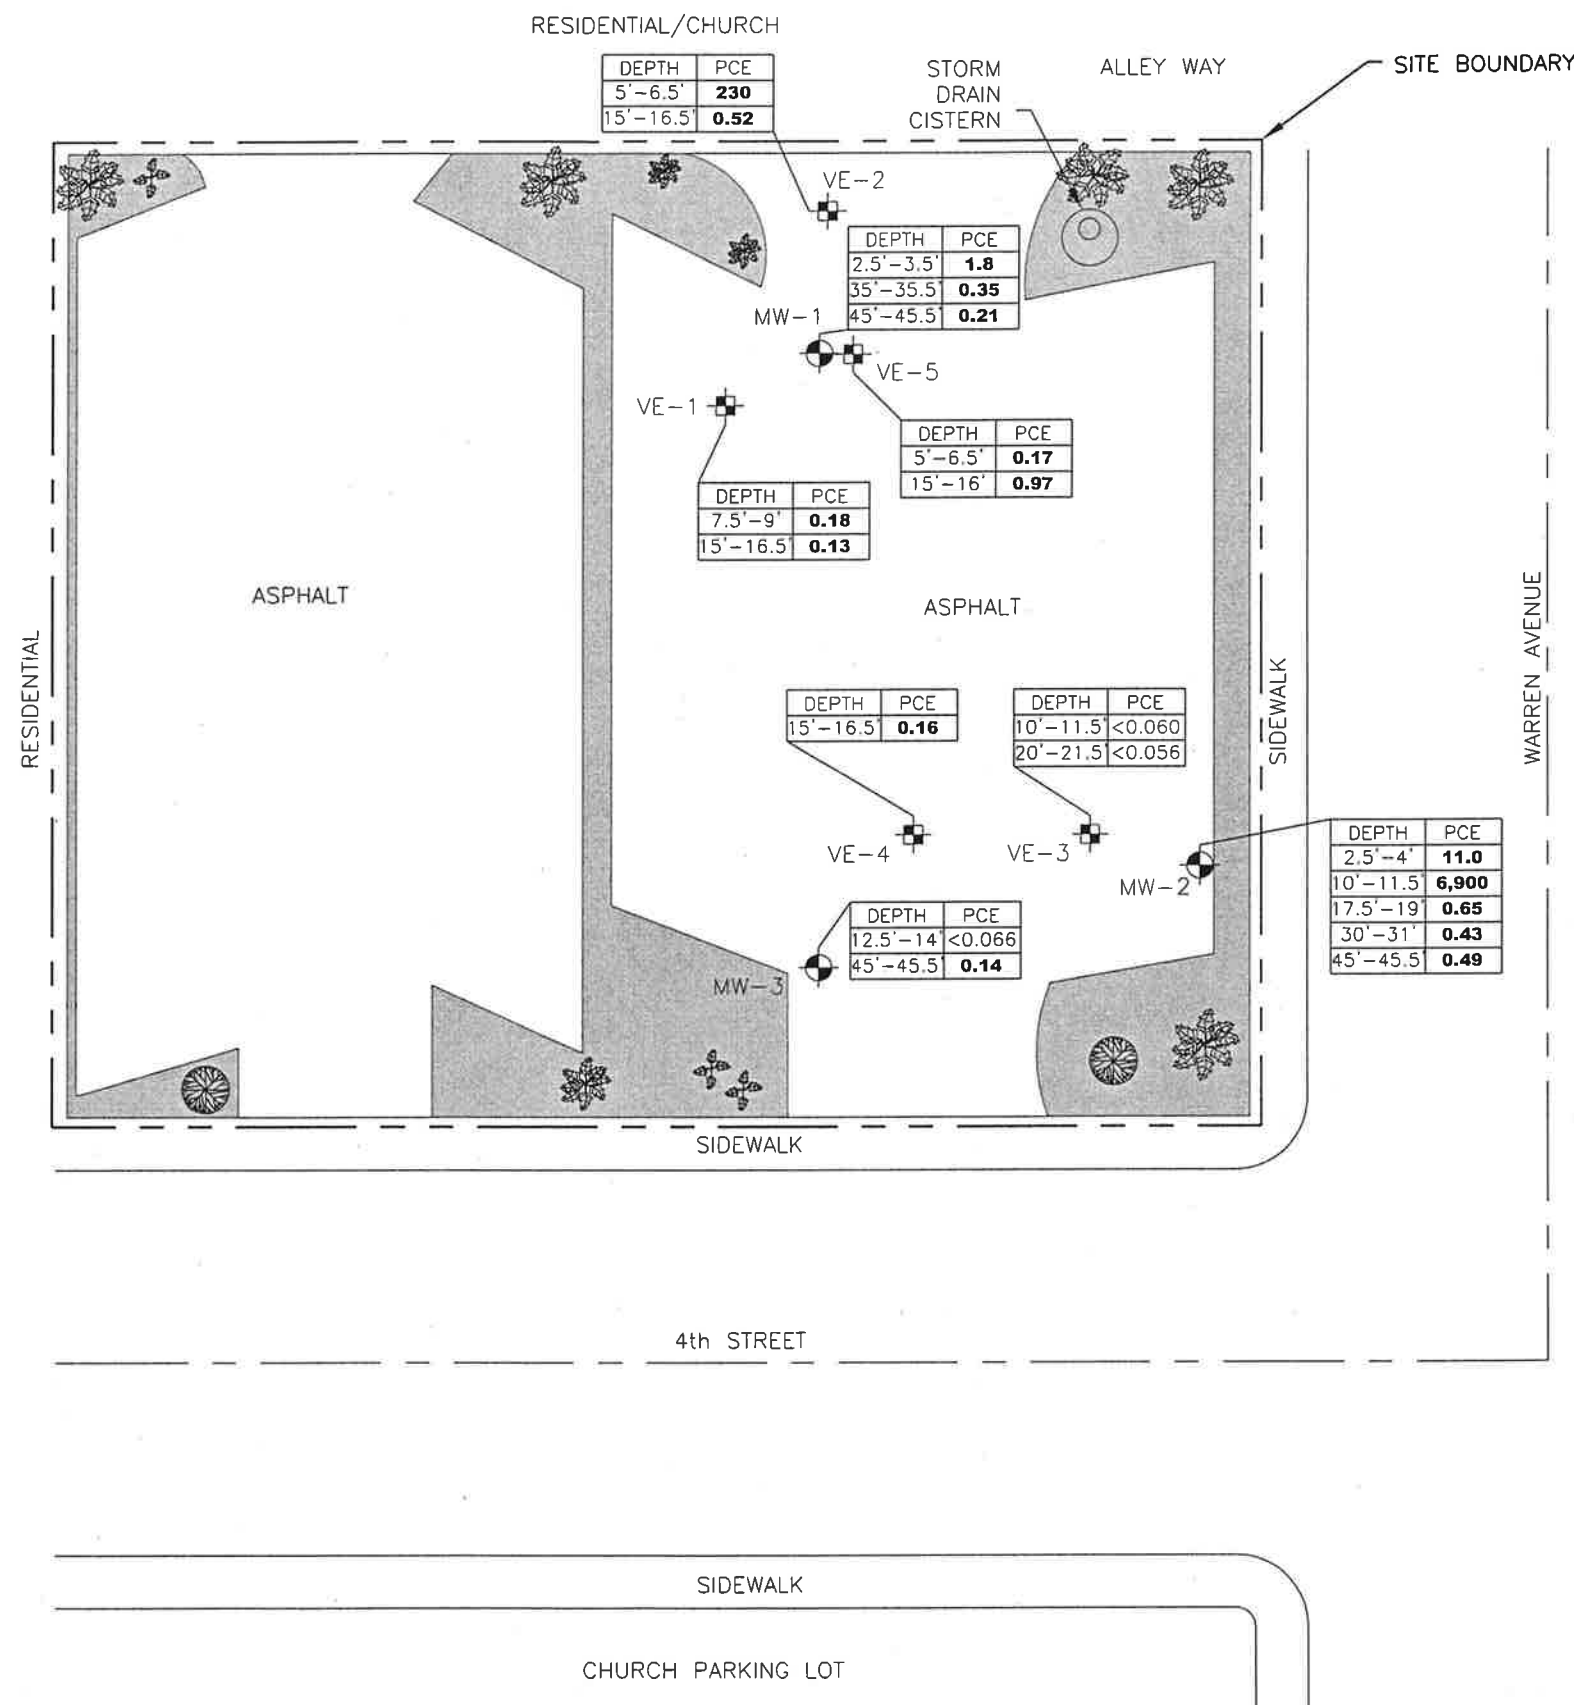 RESIDENTIAL/CHURCH
DEPTH PCE
5'-6.5' 230
15'-16.5' 0.52
STORM
DRAIN
CISTERN
ALLEY WAY
SITE BOUNDARY
VE-2
DEPTH PCE
2.5'-3.5' 1.8
35'-35.5' 0.35
45'-45.5' 0.21
MW-1
VE-5
VE-1
DEPTH PCE
5'-6.5' 0.17
15'-16' 0.97
DEPTH PCE
7.5'-9' 0.18
15'-16.5' 0.13
ASPHALT
ASPHALT
RESIDENTIAL
SIDEWALK
WARREN AVENUE
DEPTH PCE
15'-16.5' 0.16
DEPTH PCE
10'-11.5' <0.060
20'-21.5' <0.056
VE-4
VE-3
MW-2
DEPTH PCE
2.5'-4' 11.0
10'-11.5' 6,900
17.5'-19' 0.65
30'-31' 0.43
45'-45.5' 0.49
DEPTH PCE
12.5'-14' <0.066
45'-45.5' 0.14
MW-3
SIDEWALK
4th STREET
SIDEWALK
CHURCH PARKING LOT